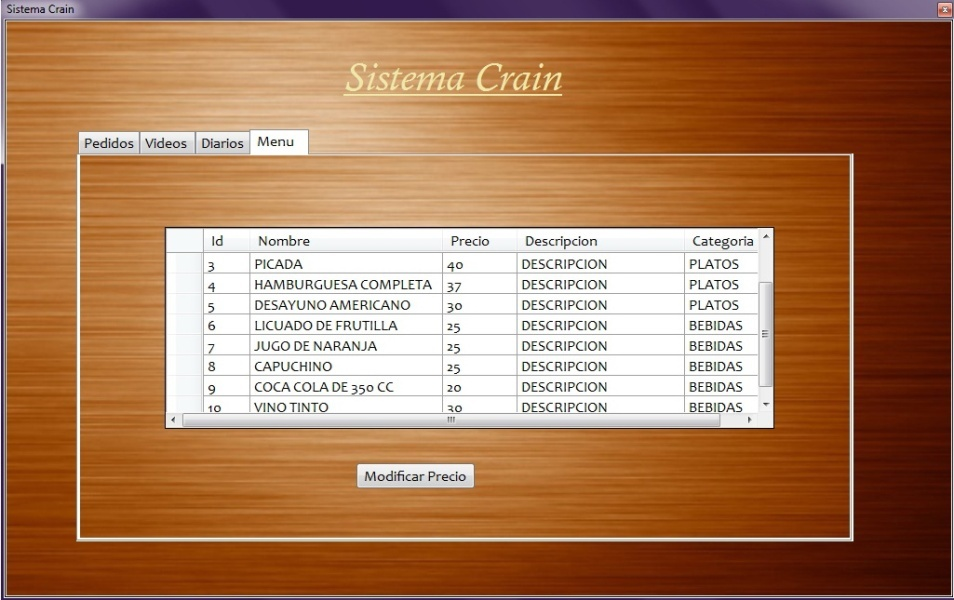 Sistema Crain
Sistema Crain
Pedidos Videos Diarios Menu
Id Nombre Precio Descripcion Categoria
3 PICADA 40 DESCRIPCION PLATOS
4 HAMBURGUESA COMPLETA 37 DESCRIPCION PLATOS
5 DESAYUNO AMERICANO 30 DESCRIPCION PLATOS
6 LICUADO DE FRUTILLA 25 DESCRIPCION BEBIDAS
7 JUGO DE NARANJA 25 DESCRIPCION BEBIDAS
8 CAPUCHINO 25 DESCRIPCION BEBIDAS
9 COCA COLA DE 350 CC 20 DESCRIPCION BEBIDAS
10 VINO TINTO 30 DESCRIPCION BEBIDAS
Modificar Precio